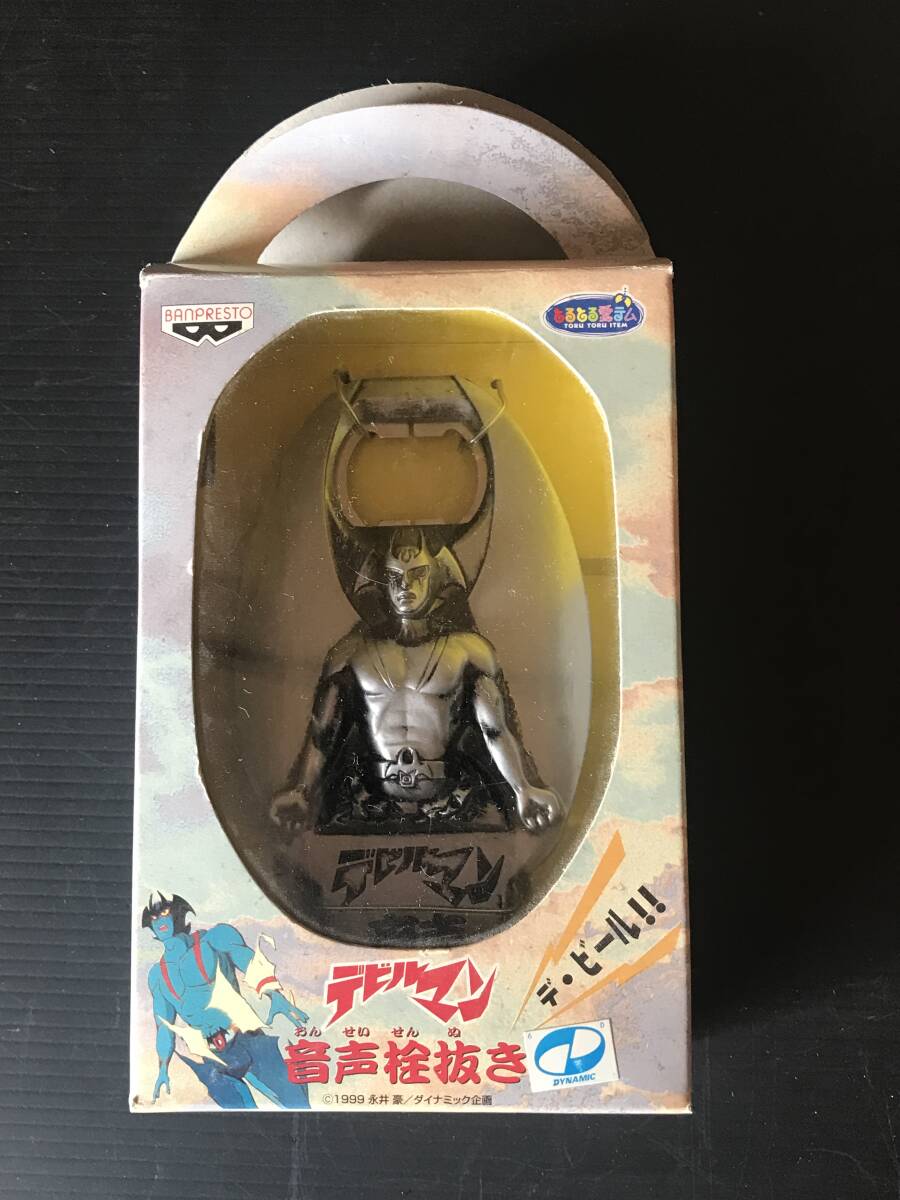 BANPRESTO
とるとる愛テム
TORU TORU ITEM
デビルマン
デ・ビール!!
デビルマン
おんせいせんぬ
音声栓抜き
DYNAMIC
©1999 永井 豪／ダイナミック企画